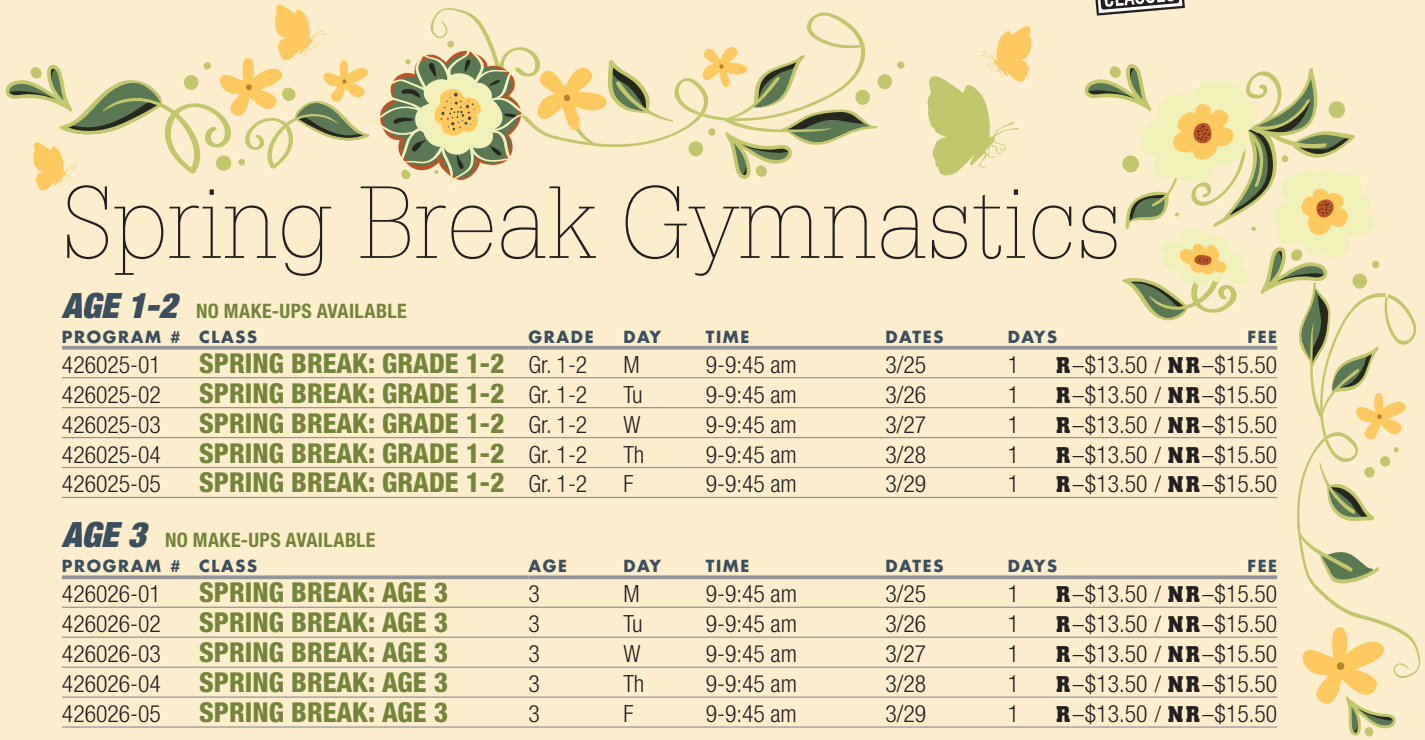 CLASSES
Spring Break Gymnastics
AGE 1-2 NO MAKE-UPS AVAILABLE
PROGRAM # CLASS GRADE DAY TIME DATES DAYS FEE
426025-01 SPRING BREAK: GRADE 1-2 Gr. 1-2 M 9-9:45 am 3/25 1 R–$13.50 / NR–$15.50
426025-02 SPRING BREAK: GRADE 1-2 Gr. 1-2 Tu 9-9:45 am 3/26 1 R–$13.50 / NR–$15.50
426025-03 SPRING BREAK: GRADE 1-2 Gr. 1-2 W 9-9:45 am 3/27 1 R–$13.50 / NR–$15.50
426025-04 SPRING BREAK: GRADE 1-2 Gr. 1-2 Th 9-9:45 am 3/28 1 R–$13.50 / NR–$15.50
426025-05 SPRING BREAK: GRADE 1-2 Gr. 1-2 F 9-9:45 am 3/29 1 R–$13.50 / NR–$15.50
AGE 3 NO MAKE-UPS AVAILABLE
PROGRAM # CLASS AGE DAY TIME DATES DAYS FEE
426026-01 SPRING BREAK: AGE 3 3 M 9-9:45 am 3/25 1 R–$13.50 / NR–$15.50
426026-02 SPRING BREAK: AGE 3 3 Tu 9-9:45 am 3/26 1 R–$13.50 / NR–$15.50
426026-03 SPRING BREAK: AGE 3 3 W 9-9:45 am 3/27 1 R–$13.50 / NR–$15.50
426026-04 SPRING BREAK: AGE 3 3 Th 9-9:45 am 3/28 1 R–$13.50 / NR–$15.50
426026-05 SPRING BREAK: AGE 3 3 F 9-9:45 am 3/29 1 R–$13.50 / NR–$15.50